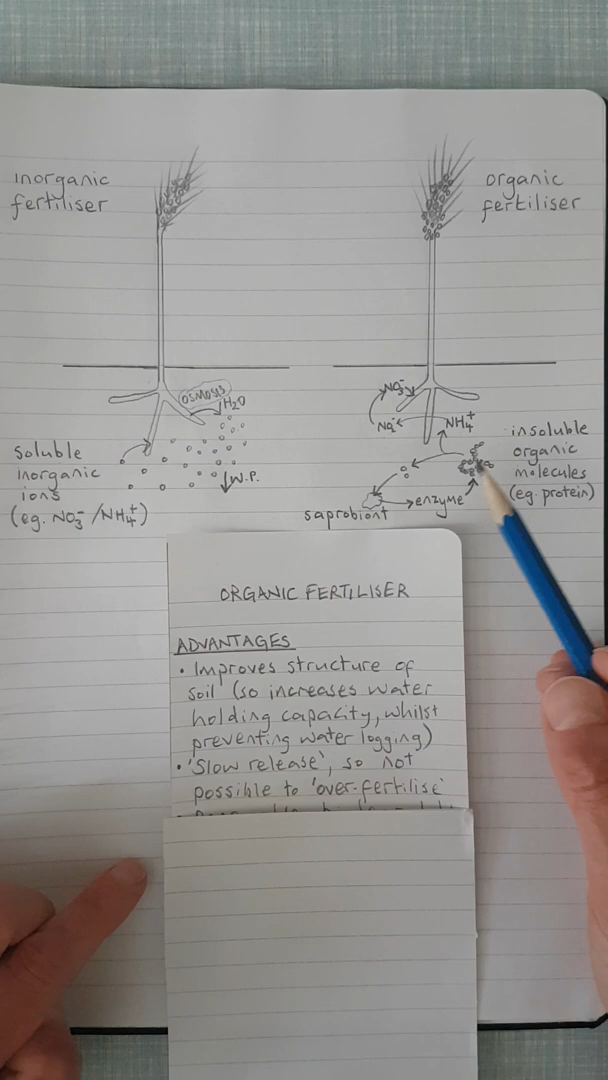 inorganic
fertiliser
organic
fertiliser
osmosis
H₂O
NO₃⁻
NO₂⁻
NH₄⁺
soluble
inorganic
ions
(eg. NO₃⁻/NH₄⁺)
↓W.P.
insoluble
organic
molecules
(eg. protein)
enzyme
saprobiont
ORGANIC FERTILISER
ADVANTAGES
• Improves structure of
soil (so increases water
holding capacity, whilst
preventing water logging)
• 'Slow release', so not
possible to 'over-fertilise'